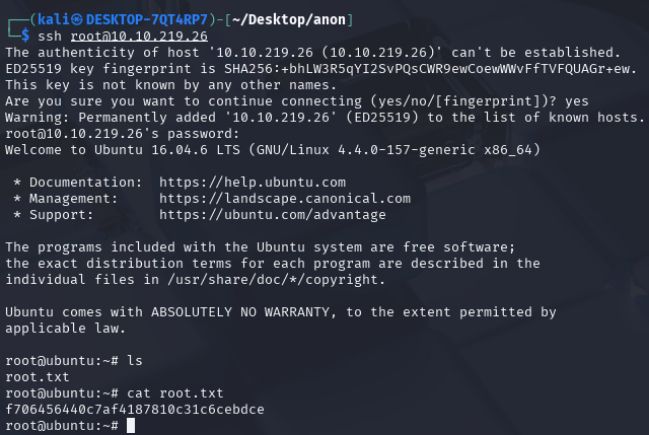 ┌──(kali㉿DESKTOP-7QT4RP7)-[~/Desktop/anon]
└─$ ssh root@10.10.219.26
The authenticity of host '10.10.219.26 (10.10.219.26)' can't be established.
ED25519 key fingerprint is SHA256:+bhLW3R5qYI2SvPQsCWR9ewCoewWWvFfTVFQUAGr+ew.
This key is not known by any other names.
Are you sure you want to continue connecting (yes/no/[fingerprint])? yes
Warning: Permanently added '10.10.219.26' (ED25519) to the list of known hosts.
root@10.10.219.26's password:
Welcome to Ubuntu 16.04.6 LTS (GNU/Linux 4.4.0-157-generic x86_64)
* Documentation:  https://help.ubuntu.com
* Management:     https://landscape.canonical.com
* Support:        https://ubuntu.com/advantage
The programs included with the Ubuntu system are free software;
the exact distribution terms for each program are described in the
individual files in /usr/share/doc/*/copyright.
Ubuntu comes with ABSOLUTELY NO WARRANTY, to the extent permitted by
applicable law.
root@ubuntu:~# ls
root.txt
root@ubuntu:~# cat root.txt
f706456440c7af4187810c31c6cebdce
root@ubuntu:~#